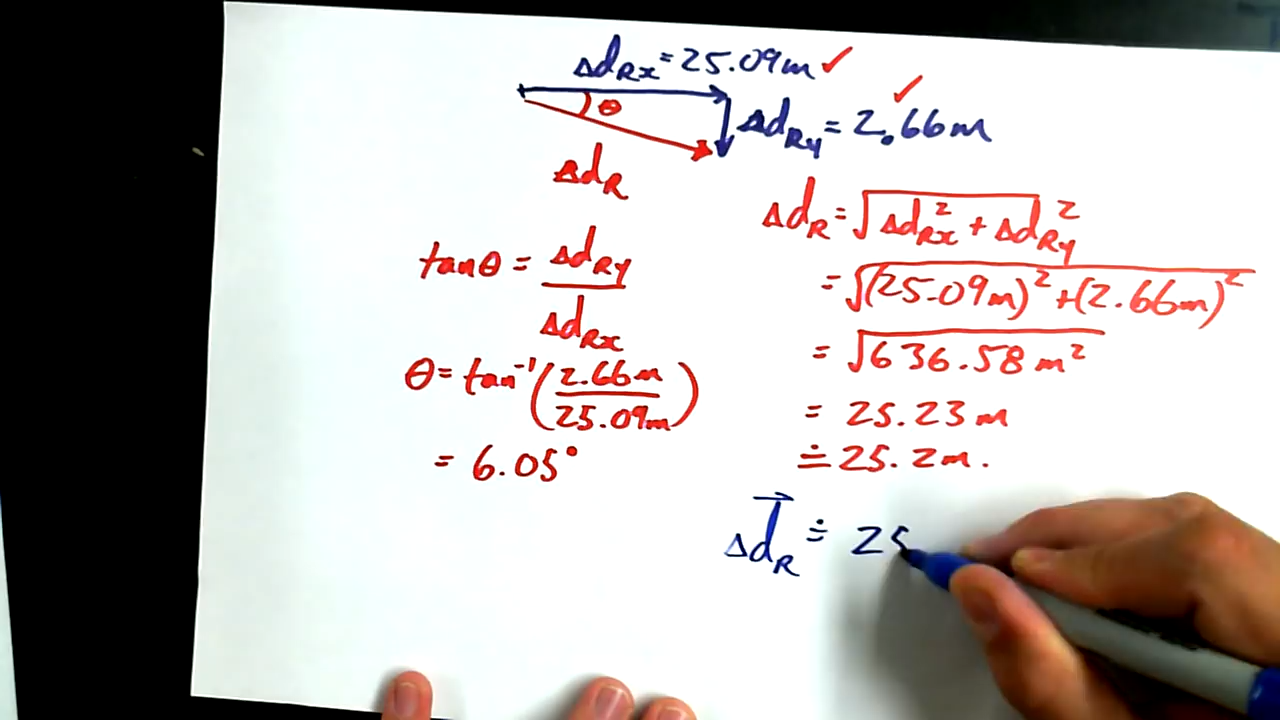 Δd_Rx = 25.09m ✓
✓
θ
Δd_Ry = 2.66m
Δd_R
Δd_R = √(Δd_Rx² + Δd_Ry²)
tanθ = Δd_Ry / Δd_Rx
= √((25.09m)² + (2.66m)²)
= √(636.58 m²)
θ = tan⁻¹(2.66m / 25.09m)
= 25.23 m
= 6.05°
≐ 25.2m.
Δd⃗_R ≐ 25